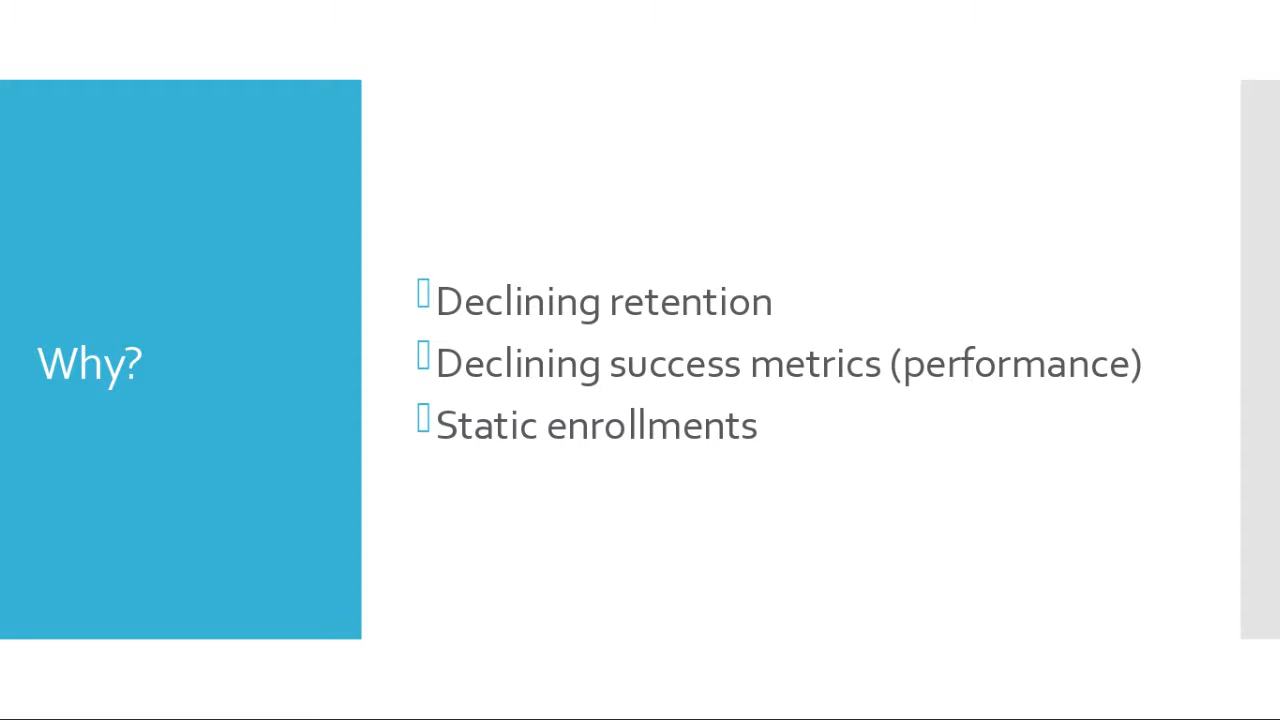 Why?
Declining retention
Declining success metrics (performance)
Static enrollments